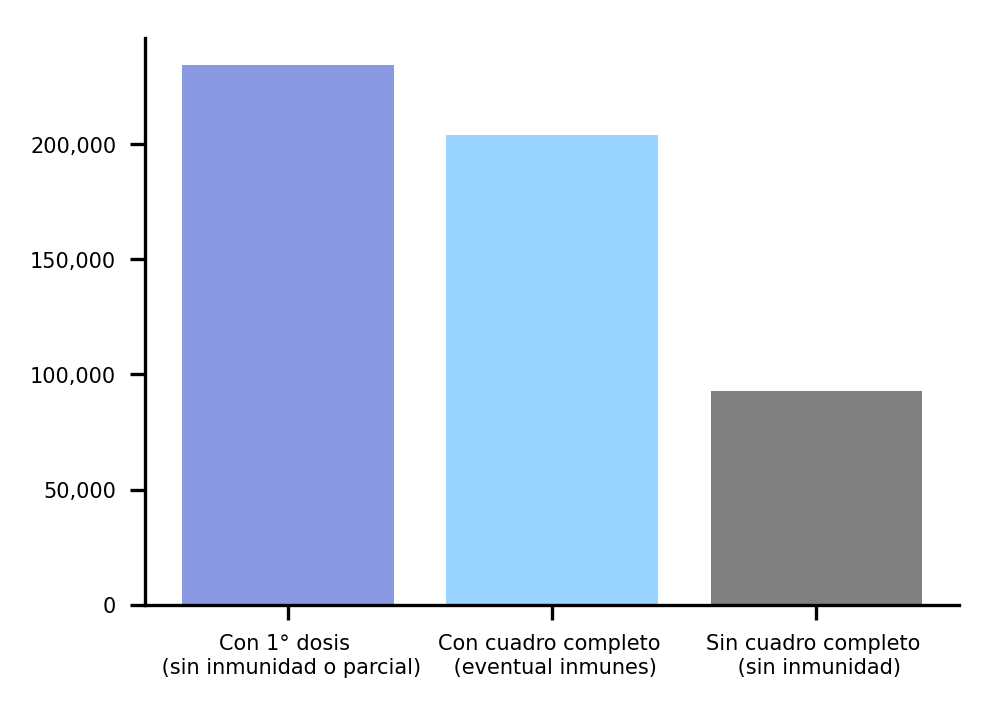 200,000
150,000
100,000
50,000
0
Con 1° dosis
(sin inmunidad o parcial)
Con cuadro completo
(eventual inmunes)
Sin cuadro completo
(sin inmunidad)